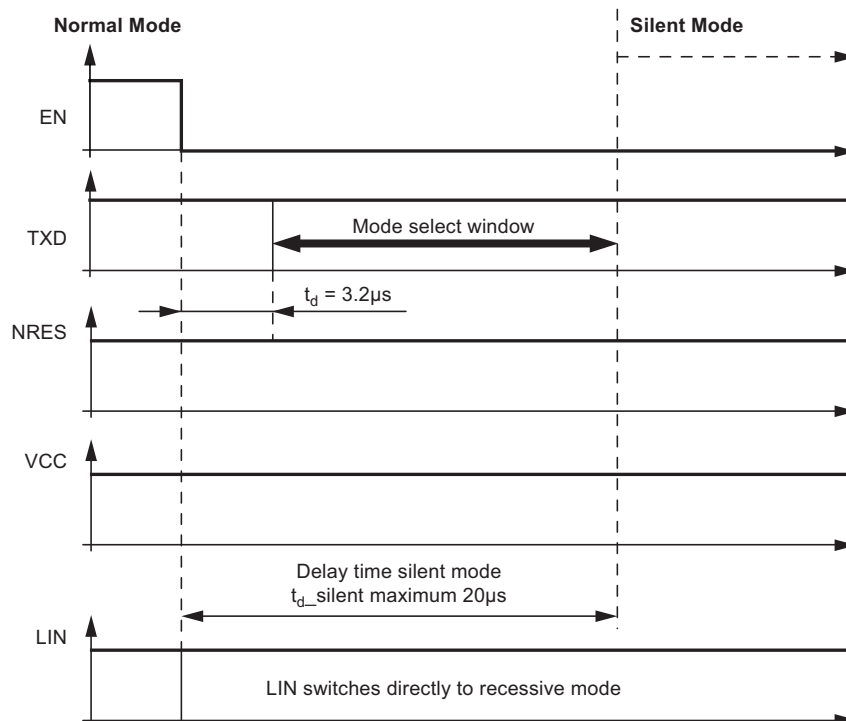 Normal Mode
Silent Mode
EN
TXD
Mode select window
t_d = 3.2µs
NRES
VCC
Delay time silent mode
t_d_silent maximum 20µs
LIN
LIN switches directly to recessive mode